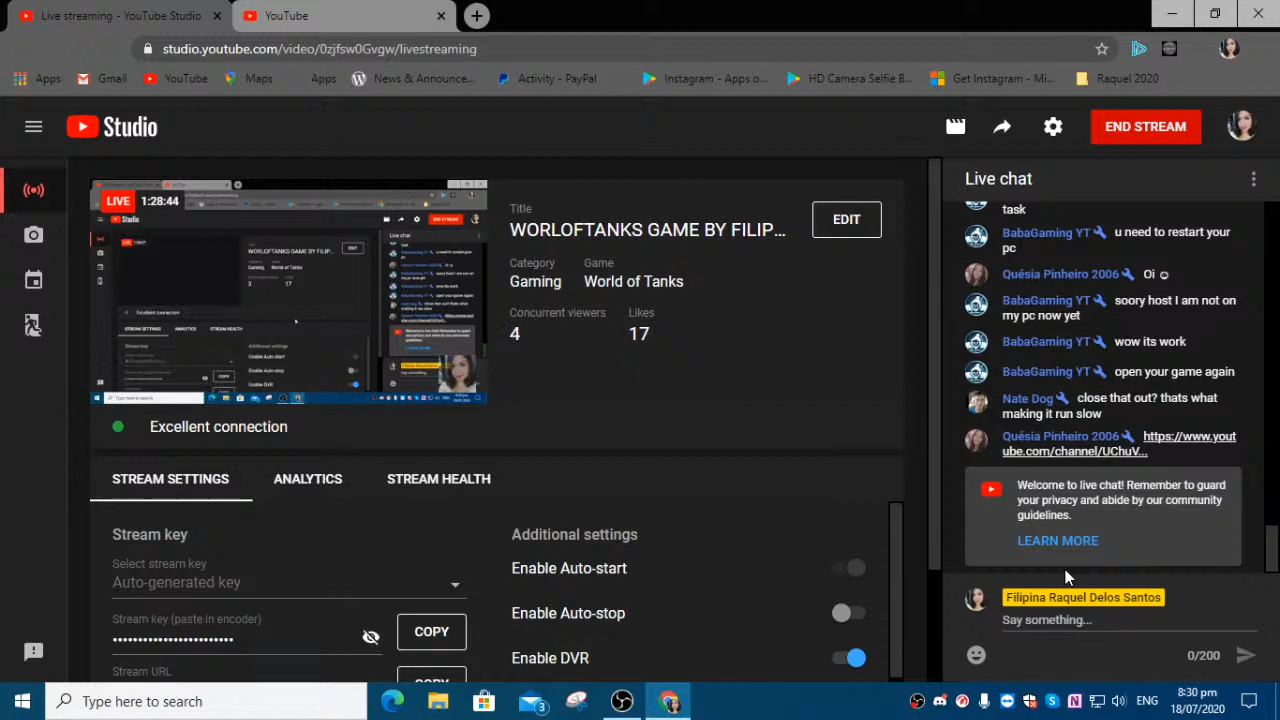 Live streaming - YouTube Studio
YouTube
studio.youtube.com/video/0zjfsw0Gvgw/livestreaming
Apps
Gmail
YouTube
Maps
Apps
News & Announce...
Activity - PayPal
Instagram - Apps o...
HD Camera Selfie B...
Get Instagram - Mi...
Raquel 2020
Studio
END STREAM
LIVE 1:28:44
Title
WORLOFTANKS GAME BY FILIP...
EDIT
Category
Gaming
Game
World of Tanks
Concurrent viewers
4
Likes
17
Excellent connection
STREAM SETTINGS
ANALYTICS
STREAM HEALTH
Stream key
Select stream key
Auto-generated key
Stream key (paste in encoder)
•••••••••••••••••••••••
COPY
Stream URL
Additional settings
Enable Auto-start
Enable Auto-stop
Enable DVR
Live chat
task
BabaGaming YT u need to restart your
pc
Quésia Pinheiro 2006 Oi ☺
BabaGaming YT soory host I am not on
my pc now yet
BabaGaming YT wow its work
BabaGaming YT open your game again
Nate Dog close that out? thats what
making it run slow
Quésia Pinheiro 2006 https://www.yout
ube.com/channel/UChuV...
Welcome to live chat! Remember to guard
your privacy and abide by our community
guidelines.
LEARN MORE
Filipina Raquel Delos Santos
Say something...
0/200
Type here to search
3
ENG
8:30 pm
18/07/2020